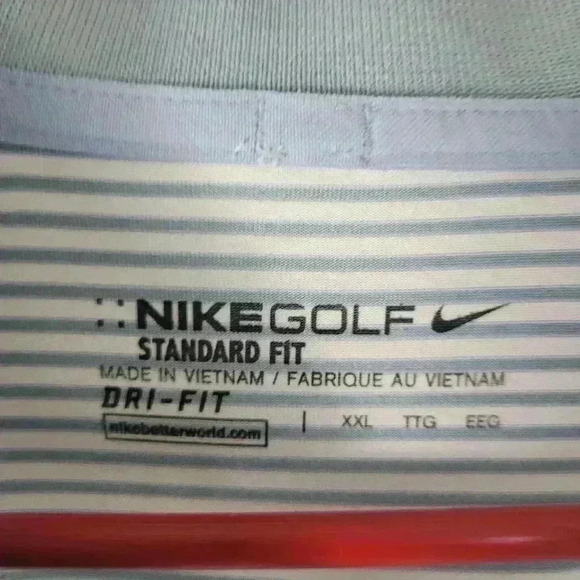 NIKEGOLF
STANDARD FIT
MADE IN VIETNAM / FABRIQUE AU VIETNAM
DRI-FIT
nikebetterworld.com | XXL TTG EEG